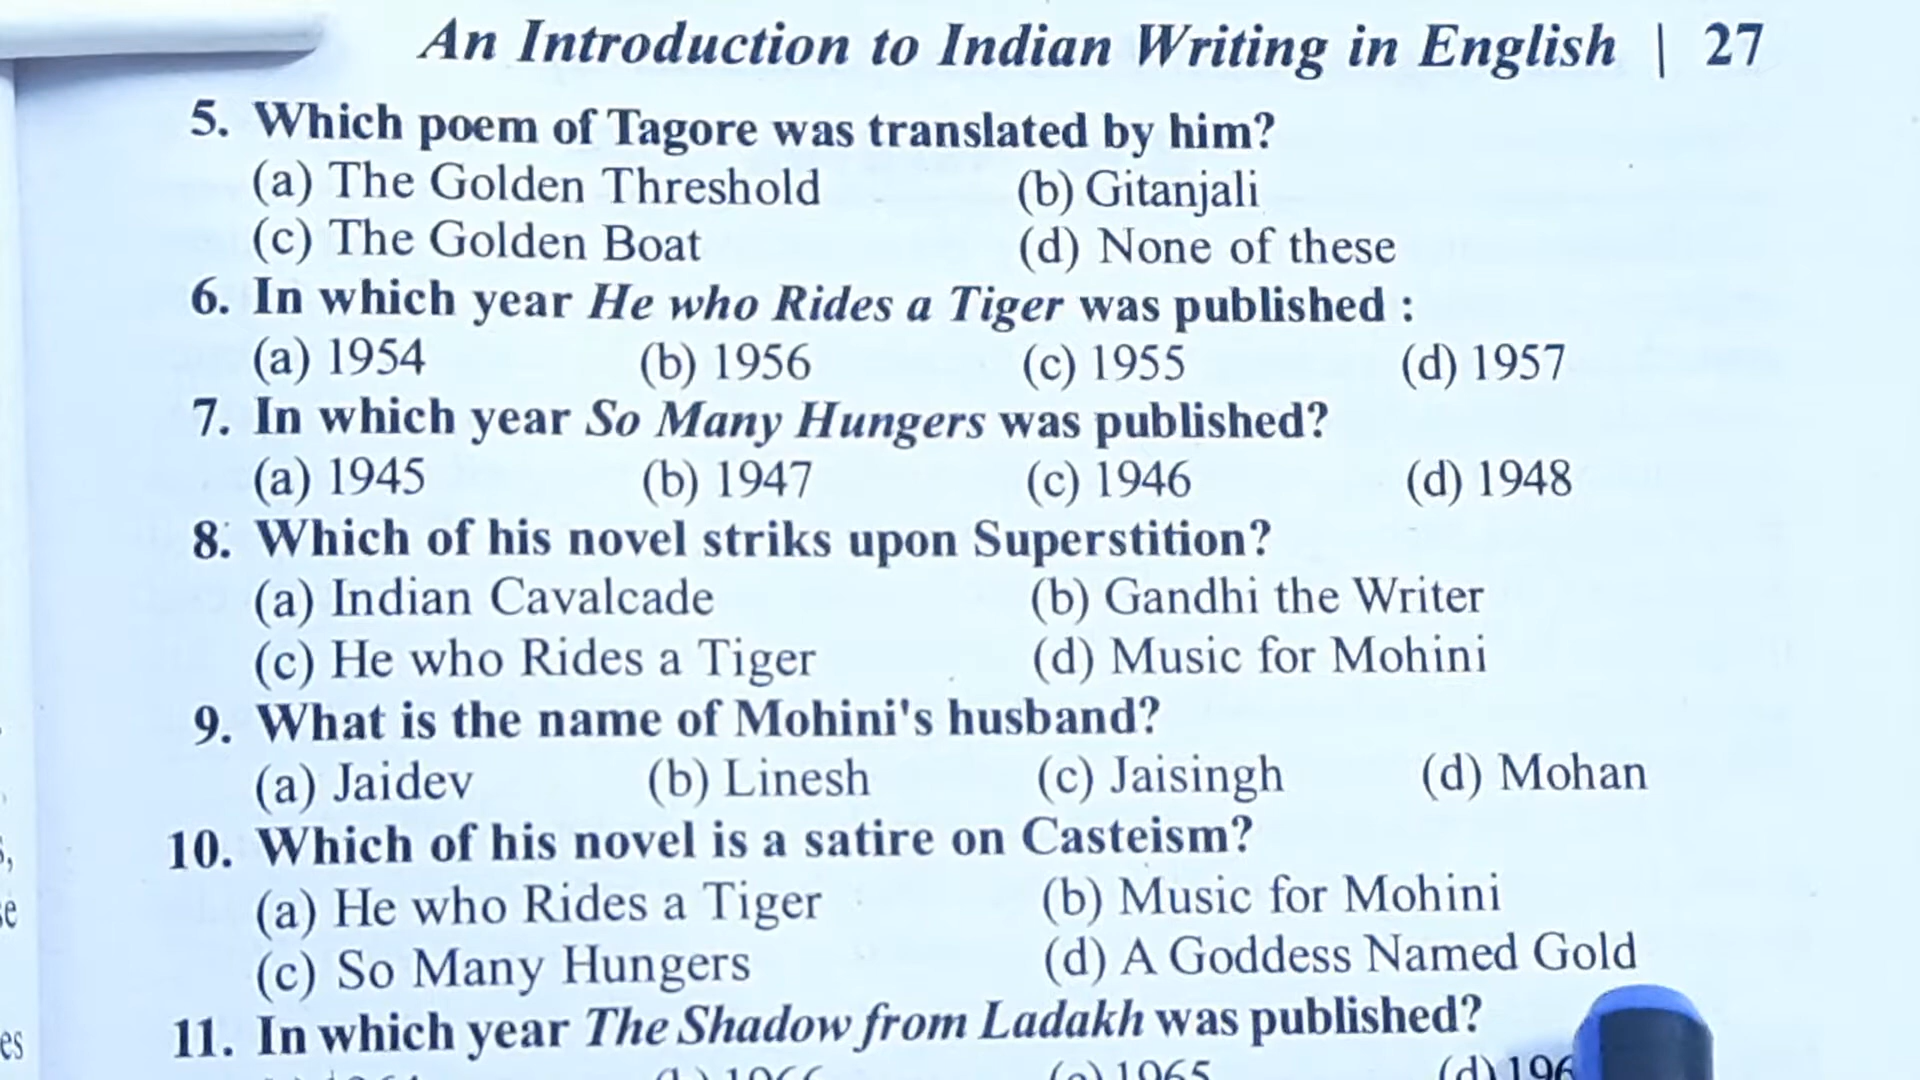 An Introduction to Indian Writing in English | 27
5. Which poem of Tagore was translated by him?
(a) The Golden Threshold (b) Gitanjali
(c) The Golden Boat (d) None of these
6. In which year He who Rides a Tiger was published :
(a) 1954 (b) 1956 (c) 1955 (d) 1957
7. In which year So Many Hungers was published?
(a) 1945 (b) 1947 (c) 1946 (d) 1948
8. Which of his novel striks upon Superstition?
(a) Indian Cavalcade (b) Gandhi the Writer
(c) He who Rides a Tiger (d) Music for Mohini
9. What is the name of Mohini's husband?
(a) Jaidev (b) Linesh (c) Jaisingh (d) Mohan
10. Which of his novel is a satire on Casteism?
(a) He who Rides a Tiger (b) Music for Mohini
(c) So Many Hungers (d) A Goddess Named Gold
11. In which year The Shadow from Ladakh was published?
(c) 1965 (d) 196
es